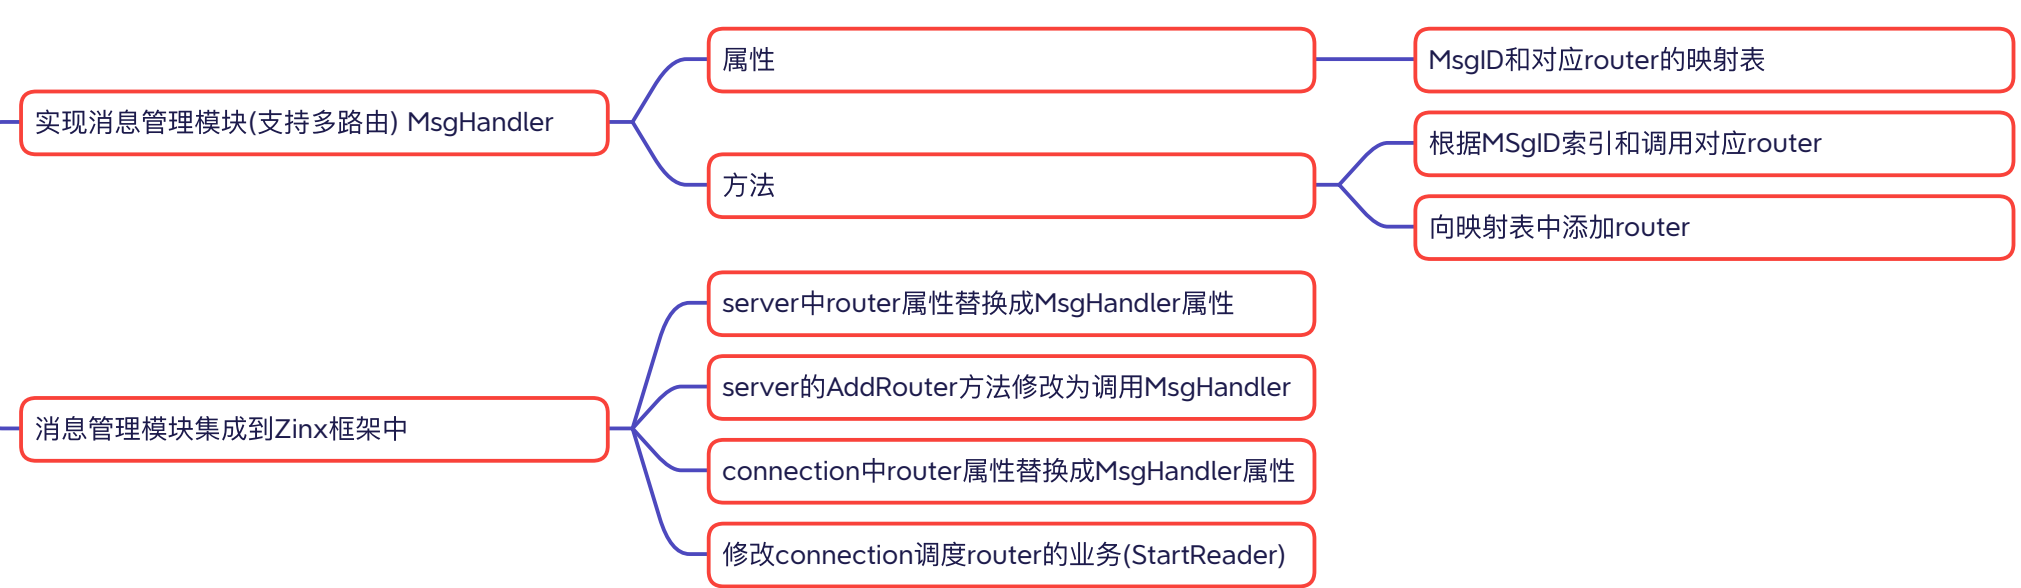 实现消息管理模块(支持多路由) MsgHandler
属性
MsgID和对应router的映射表
方法
根据MSgID索引和调用对应router
向映射表中添加router
消息管理模块集成到Zinx框架中
server中router属性替换成MsgHandler属性
server的AddRouter方法修改为调用MsgHandler
connection中router属性替换成MsgHandler属性
修改connection调度router的业务(StartReader)